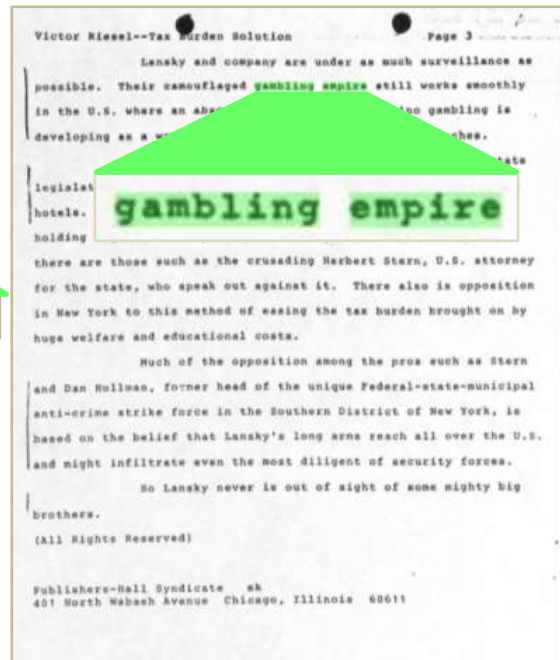 Victor Riesel--Tax Burden Solution Page 3
Lansky and company are under as much surveillance as
possible. Their camouflaged gambling empire still works smoothly
in the U.S. where an gambling is
developing as a
legislat
gambling empire
hotels.
holding
there are those such as the crusading Herbert Stern, U.S. attorney
for the state, who speak out against it. There also is opposition
in New York to this method of easing the tax burden brought on by
huge welfare and educational costs.
Much of the opposition among the pros such as Stern
and Dan Hollman, former head of the unique Federal-state-municipal
anti-crime strike force in the Southern District of New York, is
based on the belief that Lansky's long arms reach all over the U.S.
and might infiltrate even the most diligent of security forces.
So Lansky never is out of sight of some mighty big
brothers.
(All Rights Reserved)
Publishers-Hall Syndicate ek
401 North Wabash Avenue Chicago, Illinois 60611